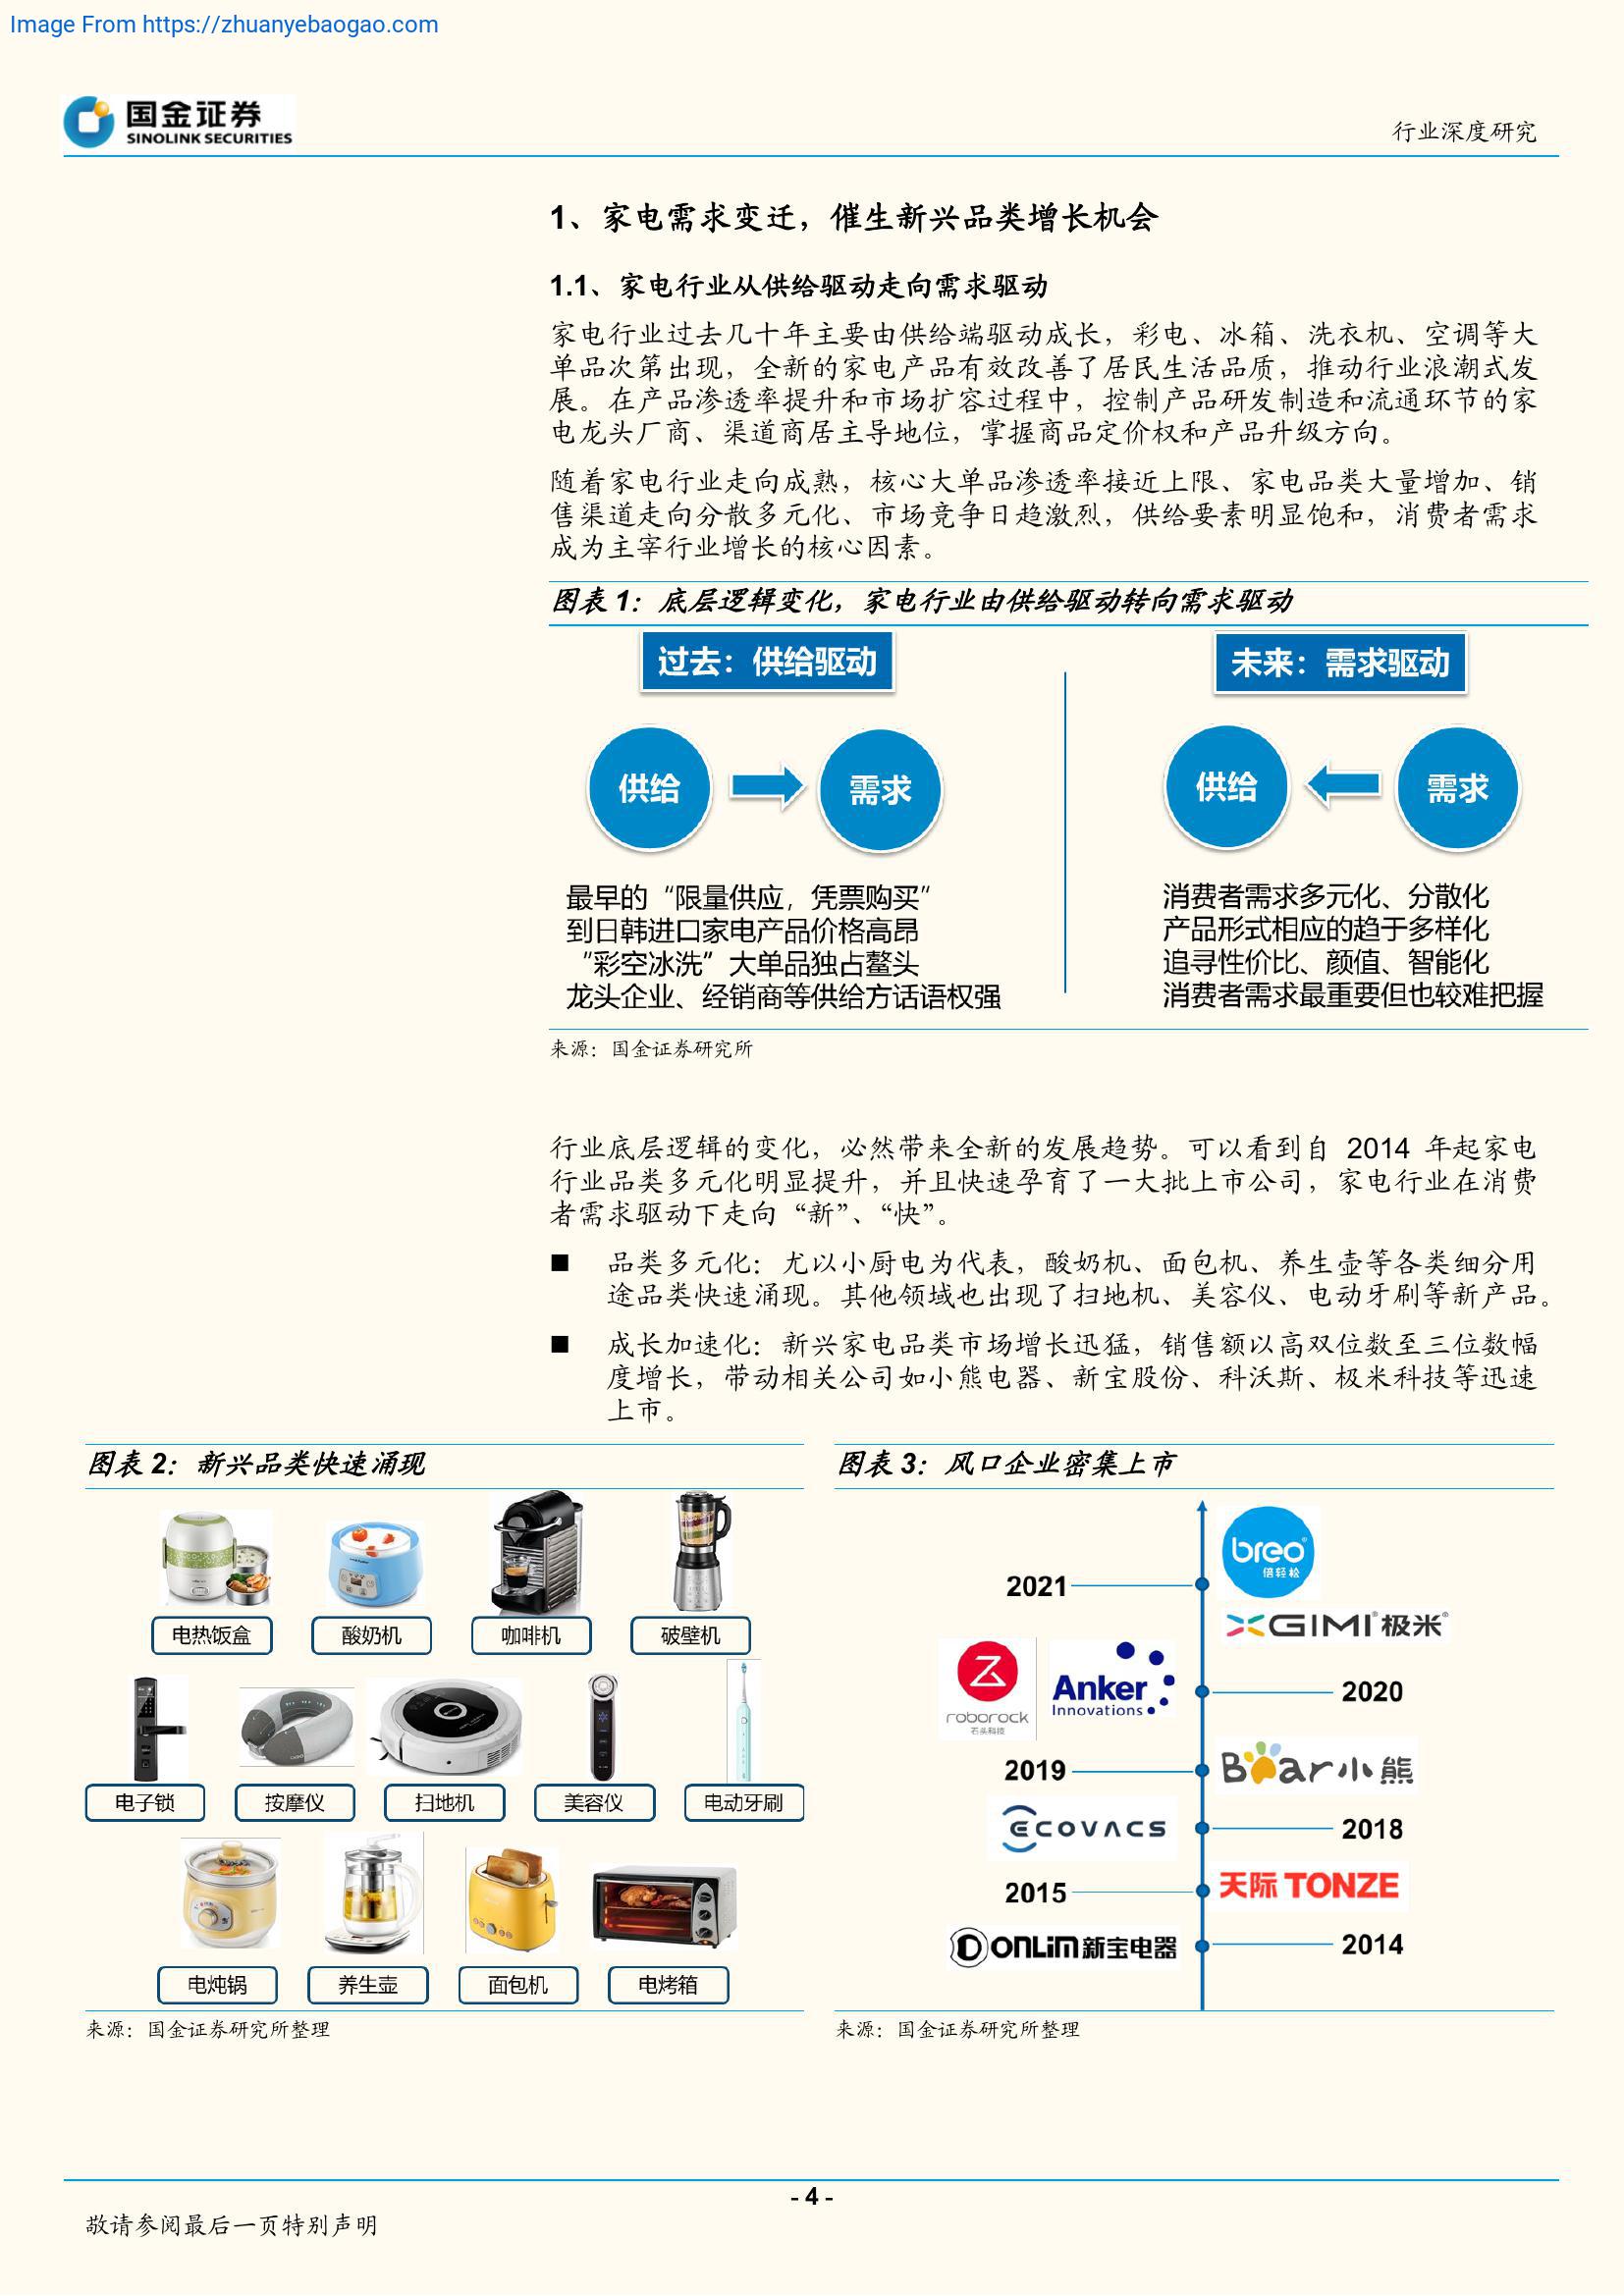 Image From https://zhuanyebaogao.com
国金证券
SINOLINK SECURITIES
行业深度研究
1、家电需求变迁，催生新兴品类增长机会
1.1、家电行业从供给驱动走向需求驱动
家电行业过去几十年主要由供给端驱动成长，彩电、冰箱、洗衣机、空调等大
单品次第出现，全新的家电产品有效改善了居民生活品质，推动行业浪潮式发
展。在产品渗透率提升和市场扩容过程中，控制产品研发制造和流通环节的家
电龙头厂商、渠道商居主导地位，掌握商品定价权和产品升级方向。
随着家电行业走向成熟，核心大单品渗透率接近上限、家电品类大量增加、销
售渠道走向分散多元化、市场竞争日趋激烈，供给要素明显饱和，消费者需求
成为主宰行业增长的核心因素。
图表 1：底层逻辑变化，家电行业由供给驱动转向需求驱动
过去：供给驱动
供给
需求
最早的“限量供应，凭票购买”
到日韩进口家电产品价格高昂
“彩空冰洗”大单品独占鳌头
龙头企业、经销商等供给方话语权强
未来：需求驱动
供给
需求
消费者需求多元化、分散化
产品形式相应的趋于多样化
追寻性价比、颜值、智能化
消费者需求最重要但也较难把握
来源：国金证券研究所
行业底层逻辑的变化，必然带来全新的发展趋势。可以看到自 2014 年起家电
行业品类多元化明显提升，并且快速孕育了一大批上市公司，家电行业在消费
者需求驱动下走向“新”、“快”。
■ 品类多元化：尤以小厨电为代表，酸奶机、面包机、养生壶等各类细分用
途品类快速涌现。其他领域也出现了扫地机、美容仪、电动牙刷等新产品。
■ 成长加速化：新兴家电品类市场增长迅猛，销售额以高双位数至三位数幅
度增长，带动相关公司如小熊电器、新宝股份、科沃斯、极米科技等迅速
上市。
图表 2：新兴品类快速涌现
电热饭盒
酸奶机
咖啡机
破壁机
电子锁
按摩仪
扫地机
美容仪
电动牙刷
电炖锅
养生壶
面包机
电烤箱
来源：国金证券研究所整理
图表 3：风口企业密集上市
breo
倍轻松
2021
XGIMI 极米
roborock
石头科技
Anker
Innovations
2020
2019
Bear小熊
ECOVACS
2018
2015
天际 TONZE
DONLIM新宝电器
2014
来源：国金证券研究所整理
- 4 -
敬请参阅最后一页特别声明